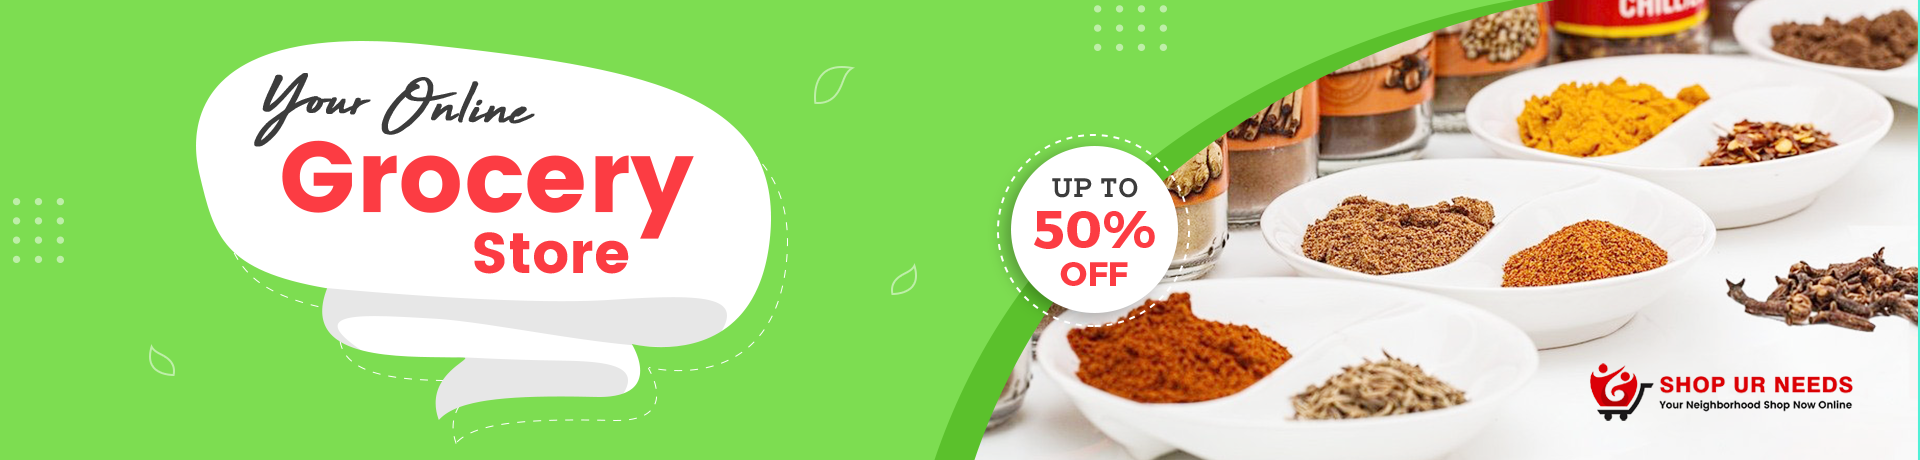 Your Online
Grocery
Store
UP TO
50%
OFF
SHOP UR NEEDS
Your Neighborhood Shop Now Online